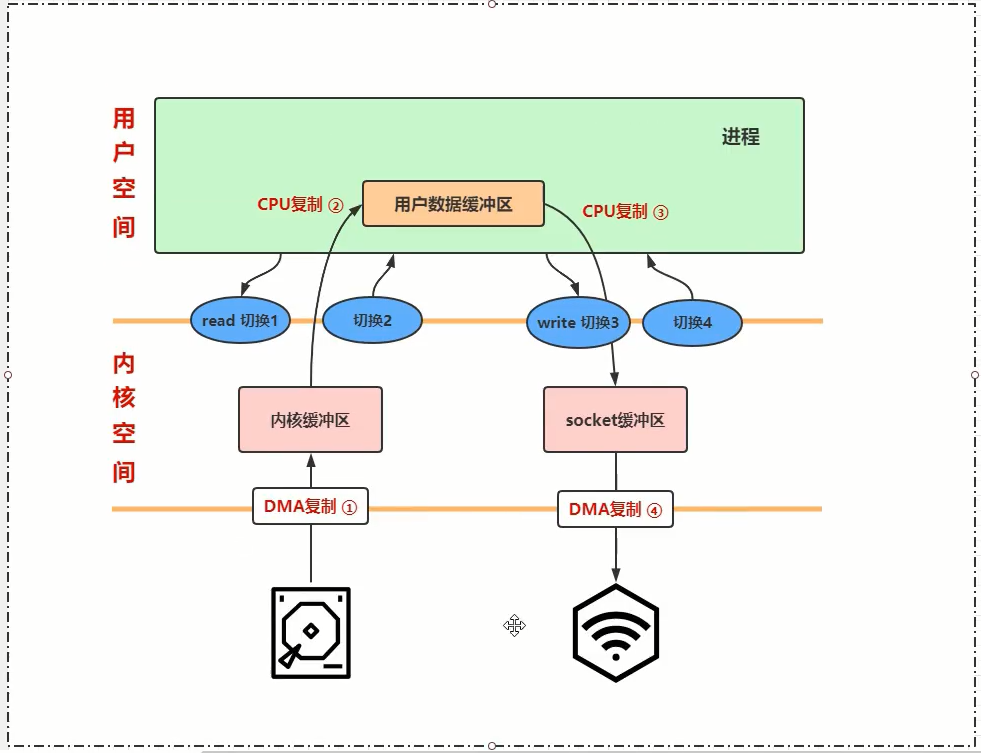 用户空间
进程
CPU复制 ②
用户数据缓冲区
CPU复制 ③
read 切换1
切换2
write 切换3
切换4
内核空间
内核缓冲区
socket缓冲区
DMA复制 ①
DMA复制 ④